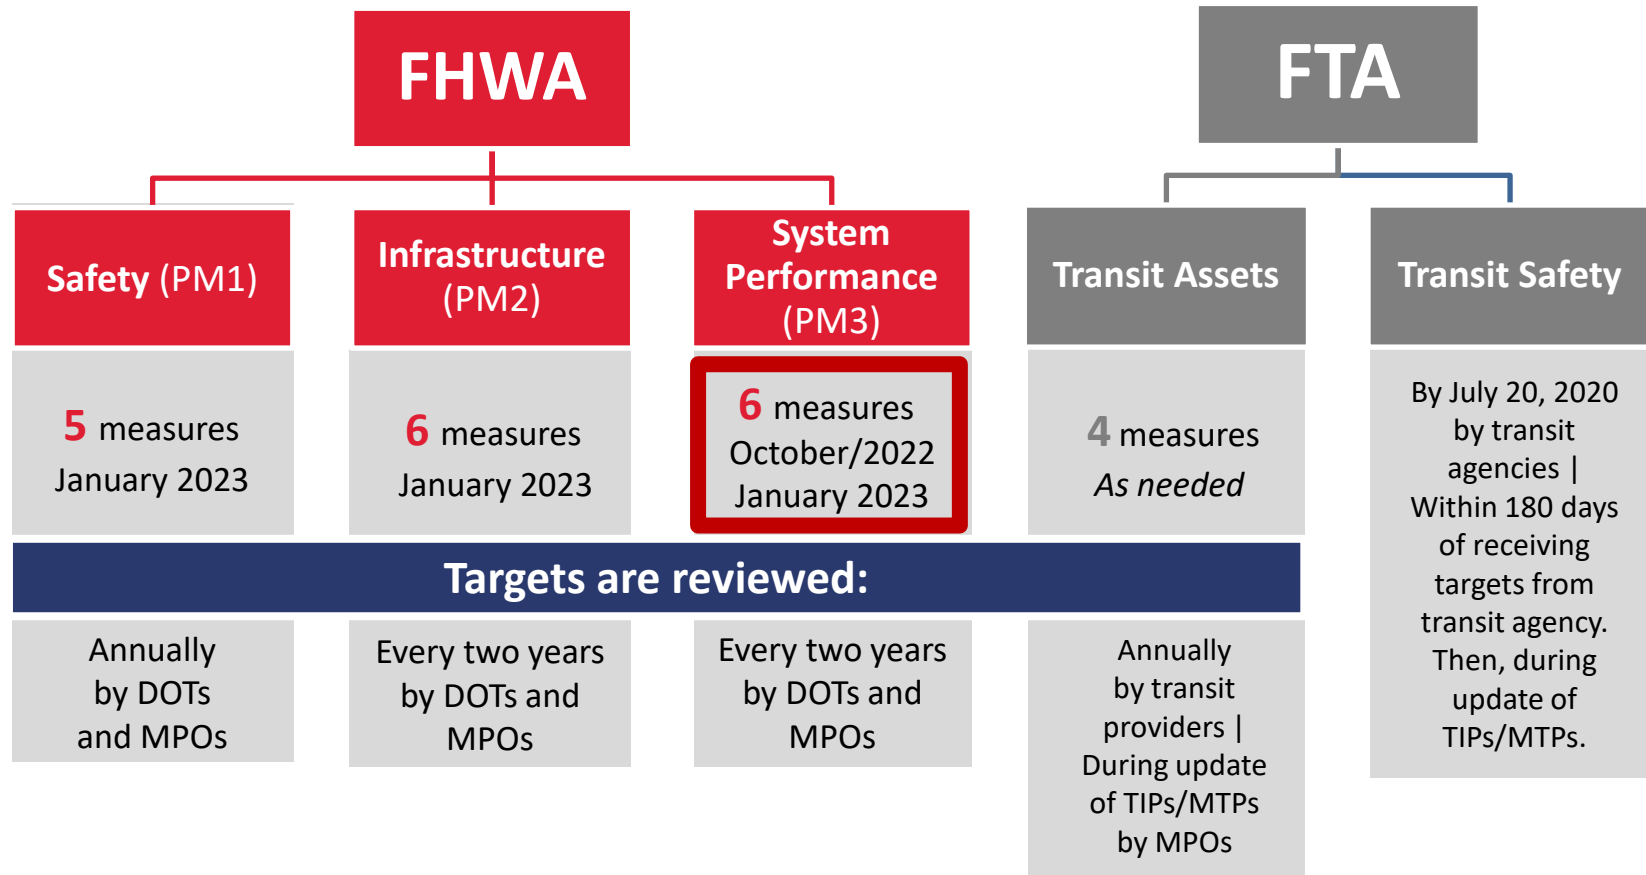 FHWA
FTA
Safety (PM1)
Infrastructure
(PM2)
System
Performance
(PM3)
Transit Assets
Transit Safety
5 measures
January 2023
6 measures
January 2023
6 measures
October/2022
January 2023
4 measures
As needed
By July 20, 2020
by transit
agencies |
Within 180 days
of receiving
targets from
transit agency.
Then, during
update of
TIPs/MTPs.
Targets are reviewed:
Annually
by DOTs
and MPOs
Every two years
by DOTs and
MPOs
Every two years
by DOTs and
MPOs
Annually
by transit
providers |
During update
of TIPs/MTPs
by MPOs